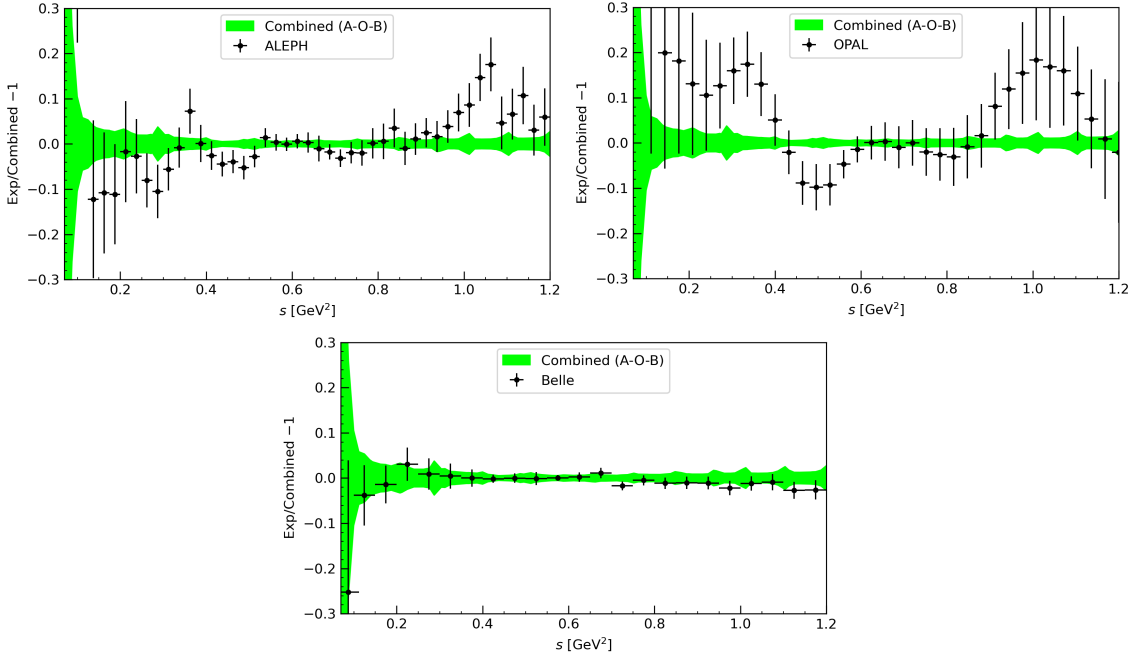 0.3
0.2
0.1
0.0
−0.1
−0.2
−0.3
Exp/Combined −1
Combined (A-O-B)
ALEPH
0.2 0.4 0.6 0.8 1.0 1.2
s [GeV²]
0.3
0.2
0.1
0.0
−0.1
−0.2
−0.3
Exp/Combined −1
Combined (A-O-B)
OPAL
0.2 0.4 0.6 0.8 1.0 1.2
s [GeV²]
0.3
0.2
0.1
0.0
−0.1
−0.2
−0.3
Exp/Combined −1
Combined (A-O-B)
Belle
0.2 0.4 0.6 0.8 1.0 1.2
s [GeV²]